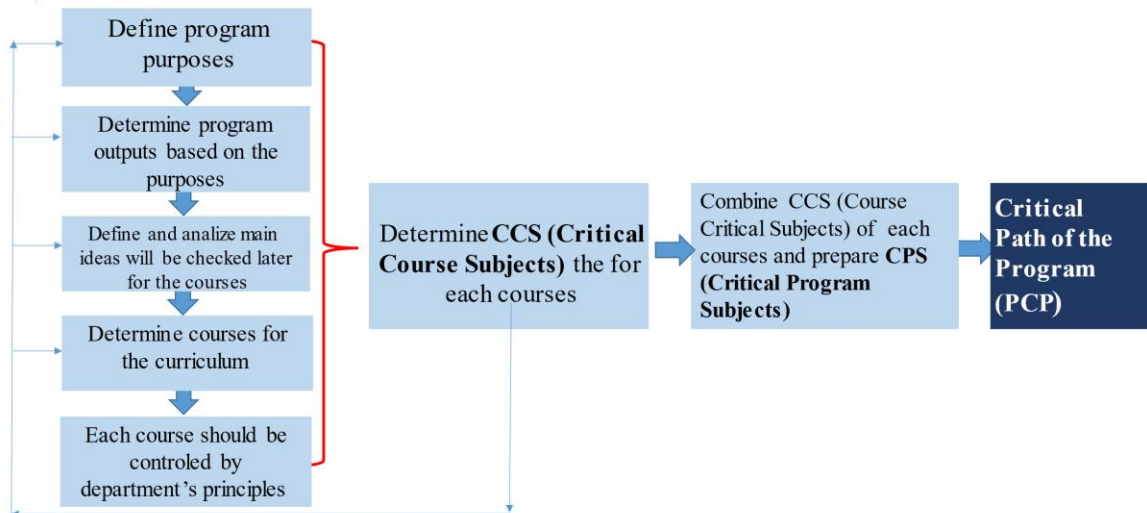 Define program
purposes
Determine program
outputs based on the
purposes
Define and analize main
ideas will be checked later
for the courses
Determine courses for
the curriculum
Each course should be
controled by
department’s principles
Determine CCS (Critical
Course Subjects) the for
each courses
Combine CCS (Course
Critical Subjects) of each
courses and prepare CPS
(Critical Program
Subjects)
Critical
Path of the
Program
(PCP)